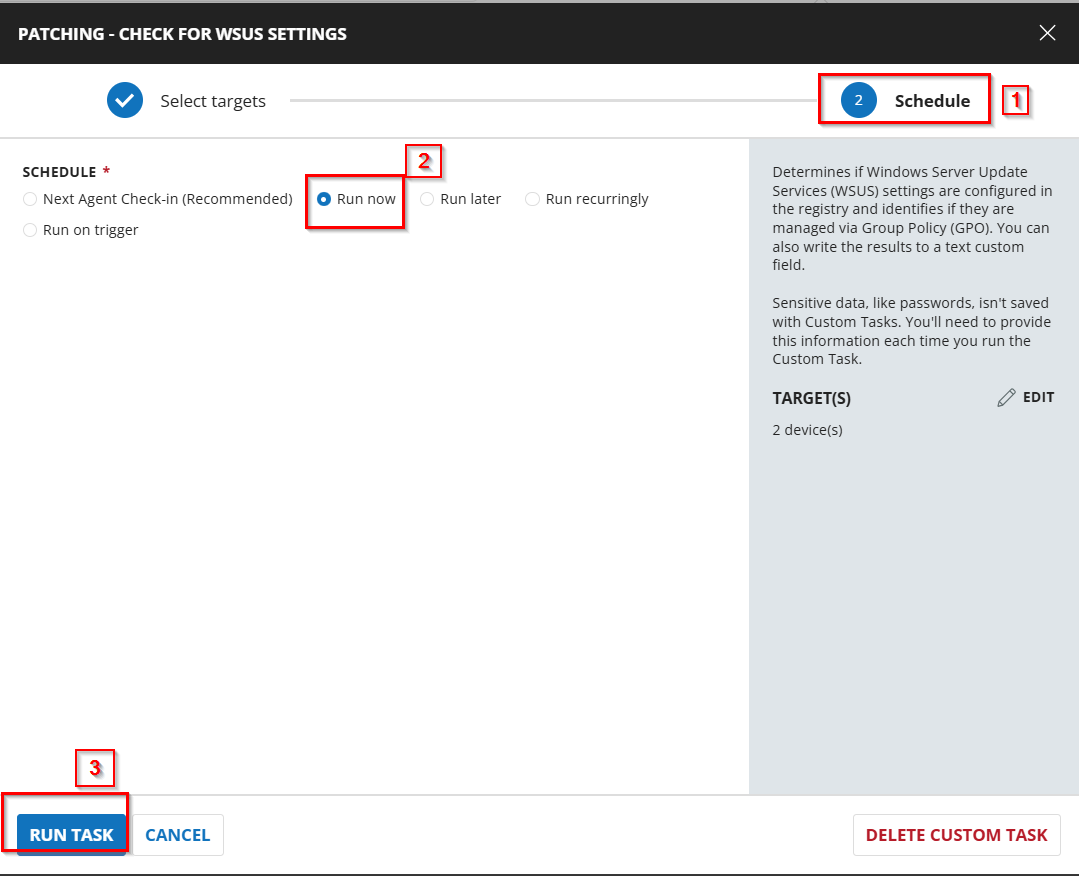 PATCHING - CHECK FOR WSUS SETTINGS
Select targets
2 Schedule
1
SCHEDULE *
2
Next Agent Check-in (Recommended) Run now Run later Run recurringly
Run on trigger
Determines if Windows Server Update
Services (WSUS) settings are configured in
the registry and identifies if they are
managed via Group Policy (GPO). You can
also write the results to a text custom
field.
Sensitive data, like passwords, isn't saved
with Custom Tasks. You'll need to provide
this information each time you run the
Custom Task.
TARGET(S) EDIT
2 device(s)
3
RUN TASK CANCEL DELETE CUSTOM TASK